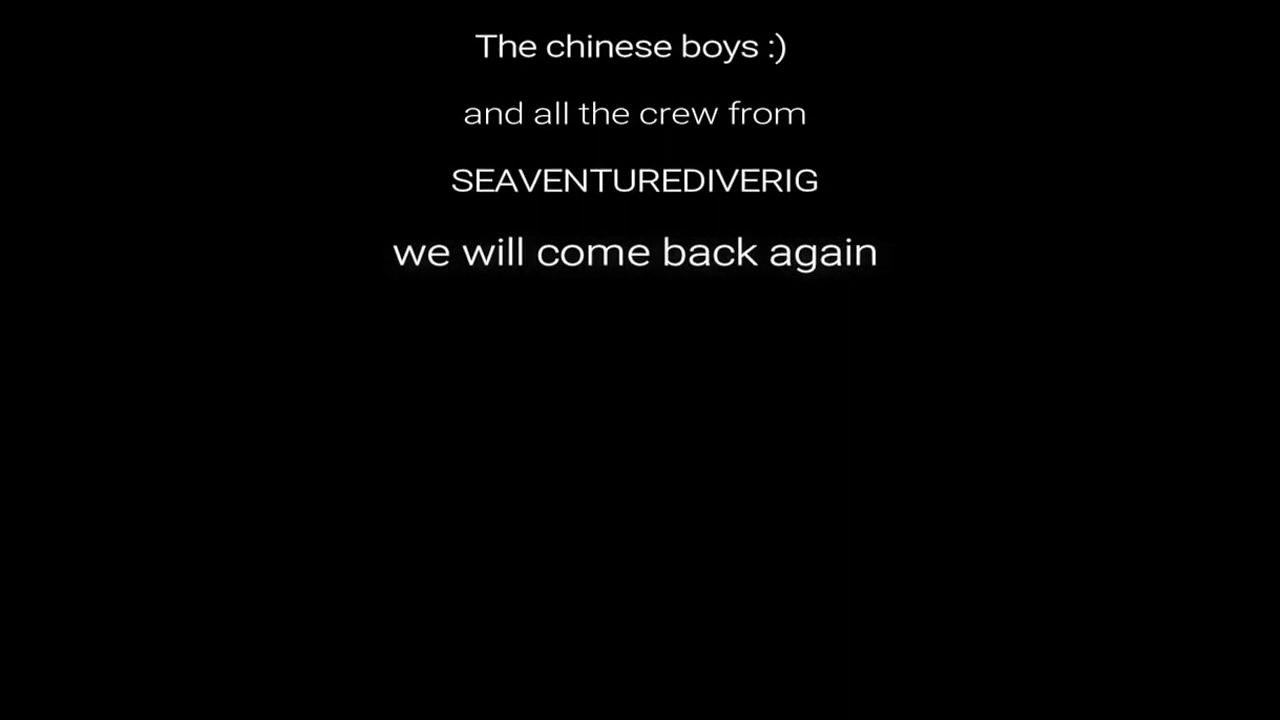 The chinese boys :)
and all the crew from
SEAVENTUREDIVERIG
we will come back again